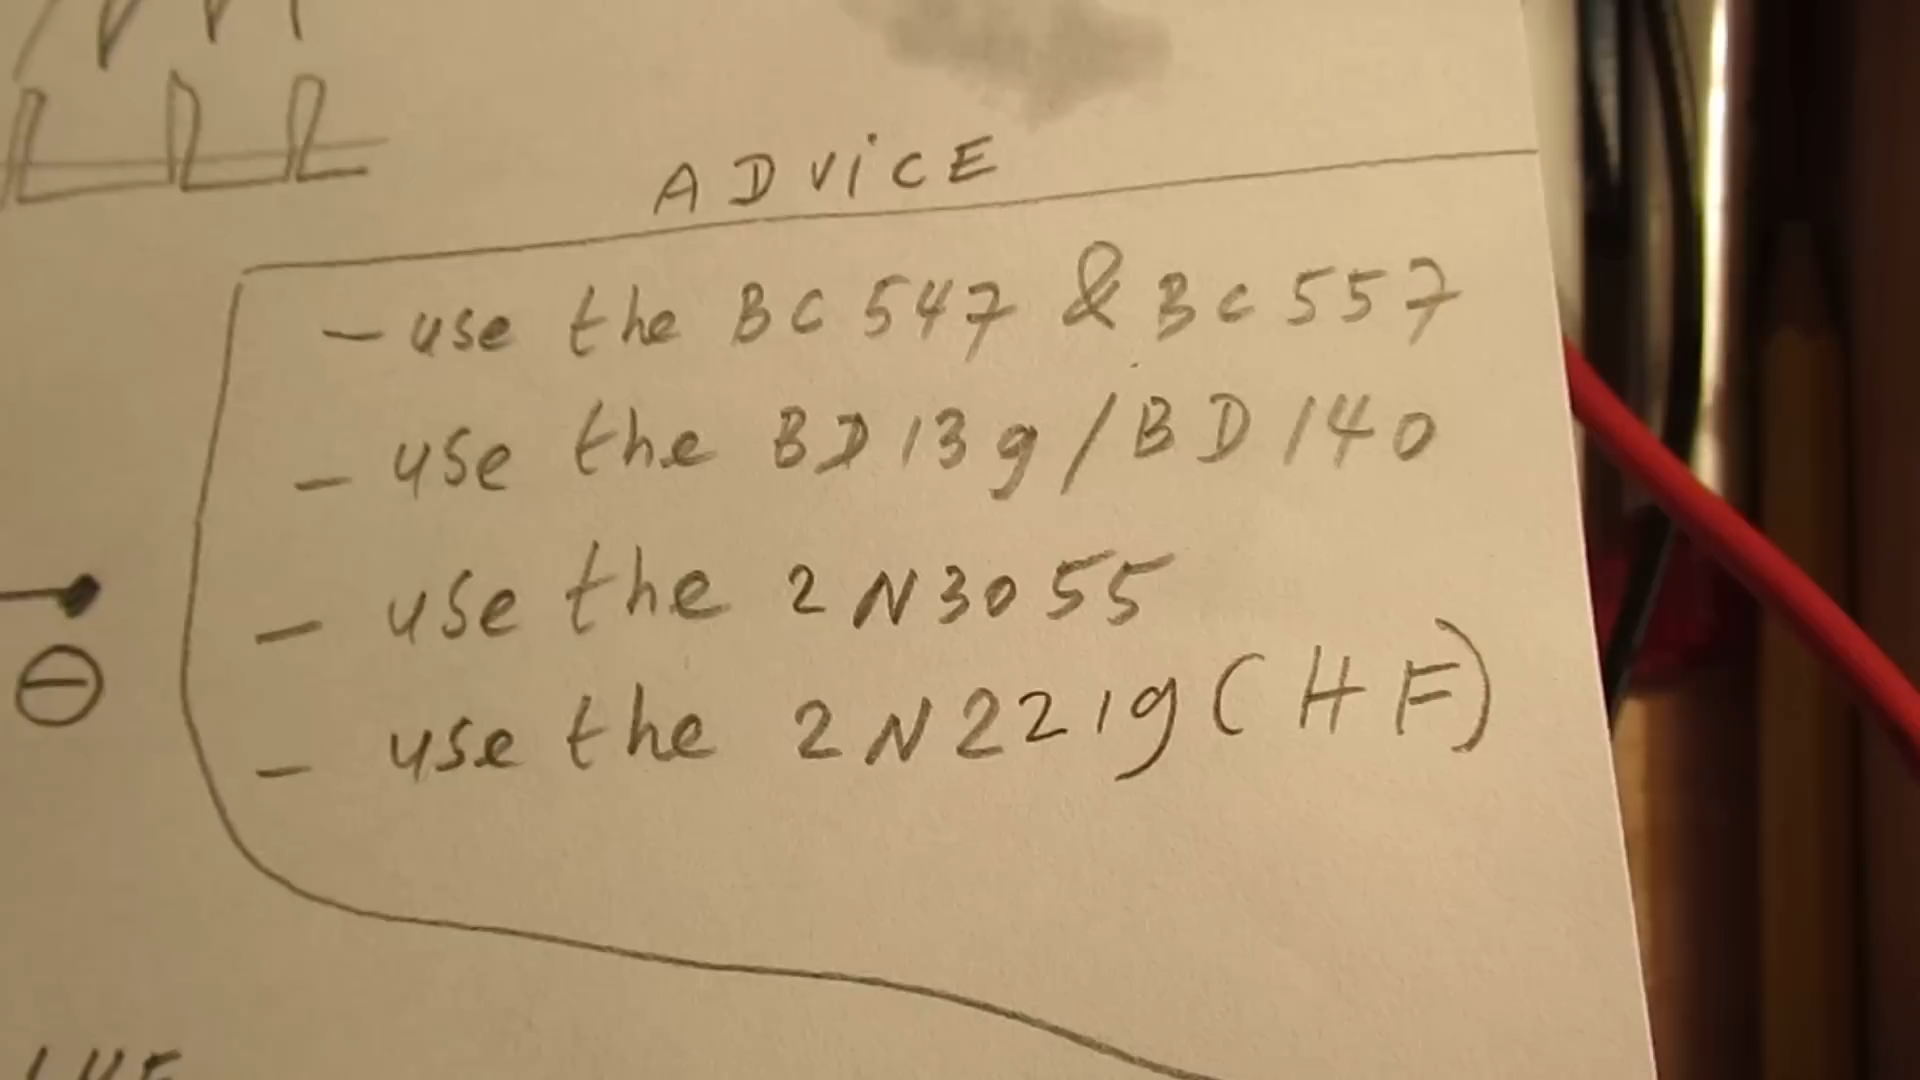 ADViCE
- use the BC547 & BC557
- use the BD139/BD140
- use the 2N3055
- use the 2N2219(HF)